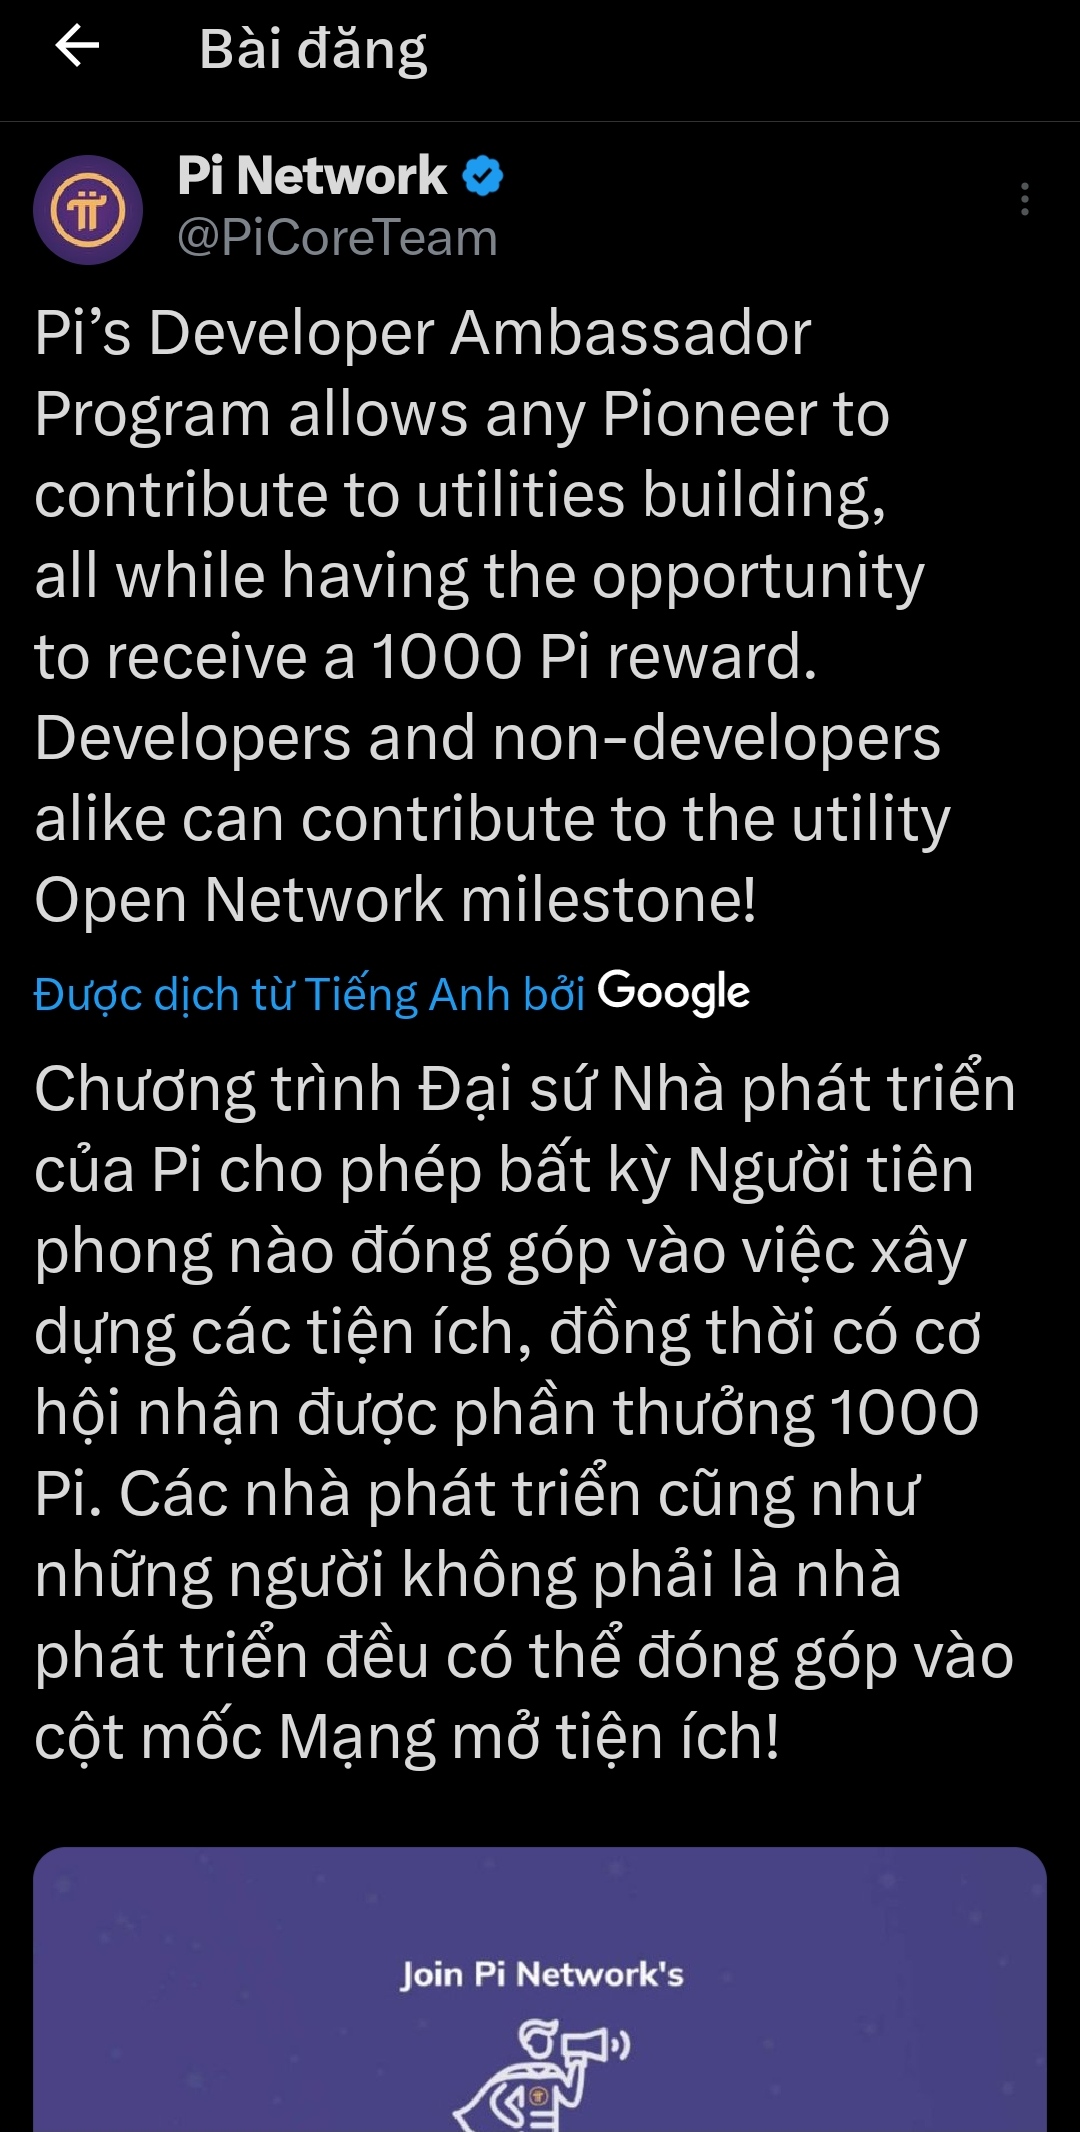 Bài đăng
Pi Network
@PiCoreTeam
Pi’s Developer Ambassador
Program allows any Pioneer to
contribute to utilities building,
all while having the opportunity
to receive a 1000 Pi reward.
Developers and non-developers
alike can contribute to the utility
Open Network milestone!
Được dịch từ Tiếng Anh bởi Google
Chương trình Đại sứ Nhà phát triển
của Pi cho phép bất kỳ Người tiên
phong nào đóng góp vào việc xây
dựng các tiện ích, đồng thời có cơ
hội nhận được phần thưởng 1000
Pi. Các nhà phát triển cũng như
những người không phải là nhà
phát triển đều có thể đóng góp vào
cột mốc Mạng mở tiện ích!
Join Pi Network's